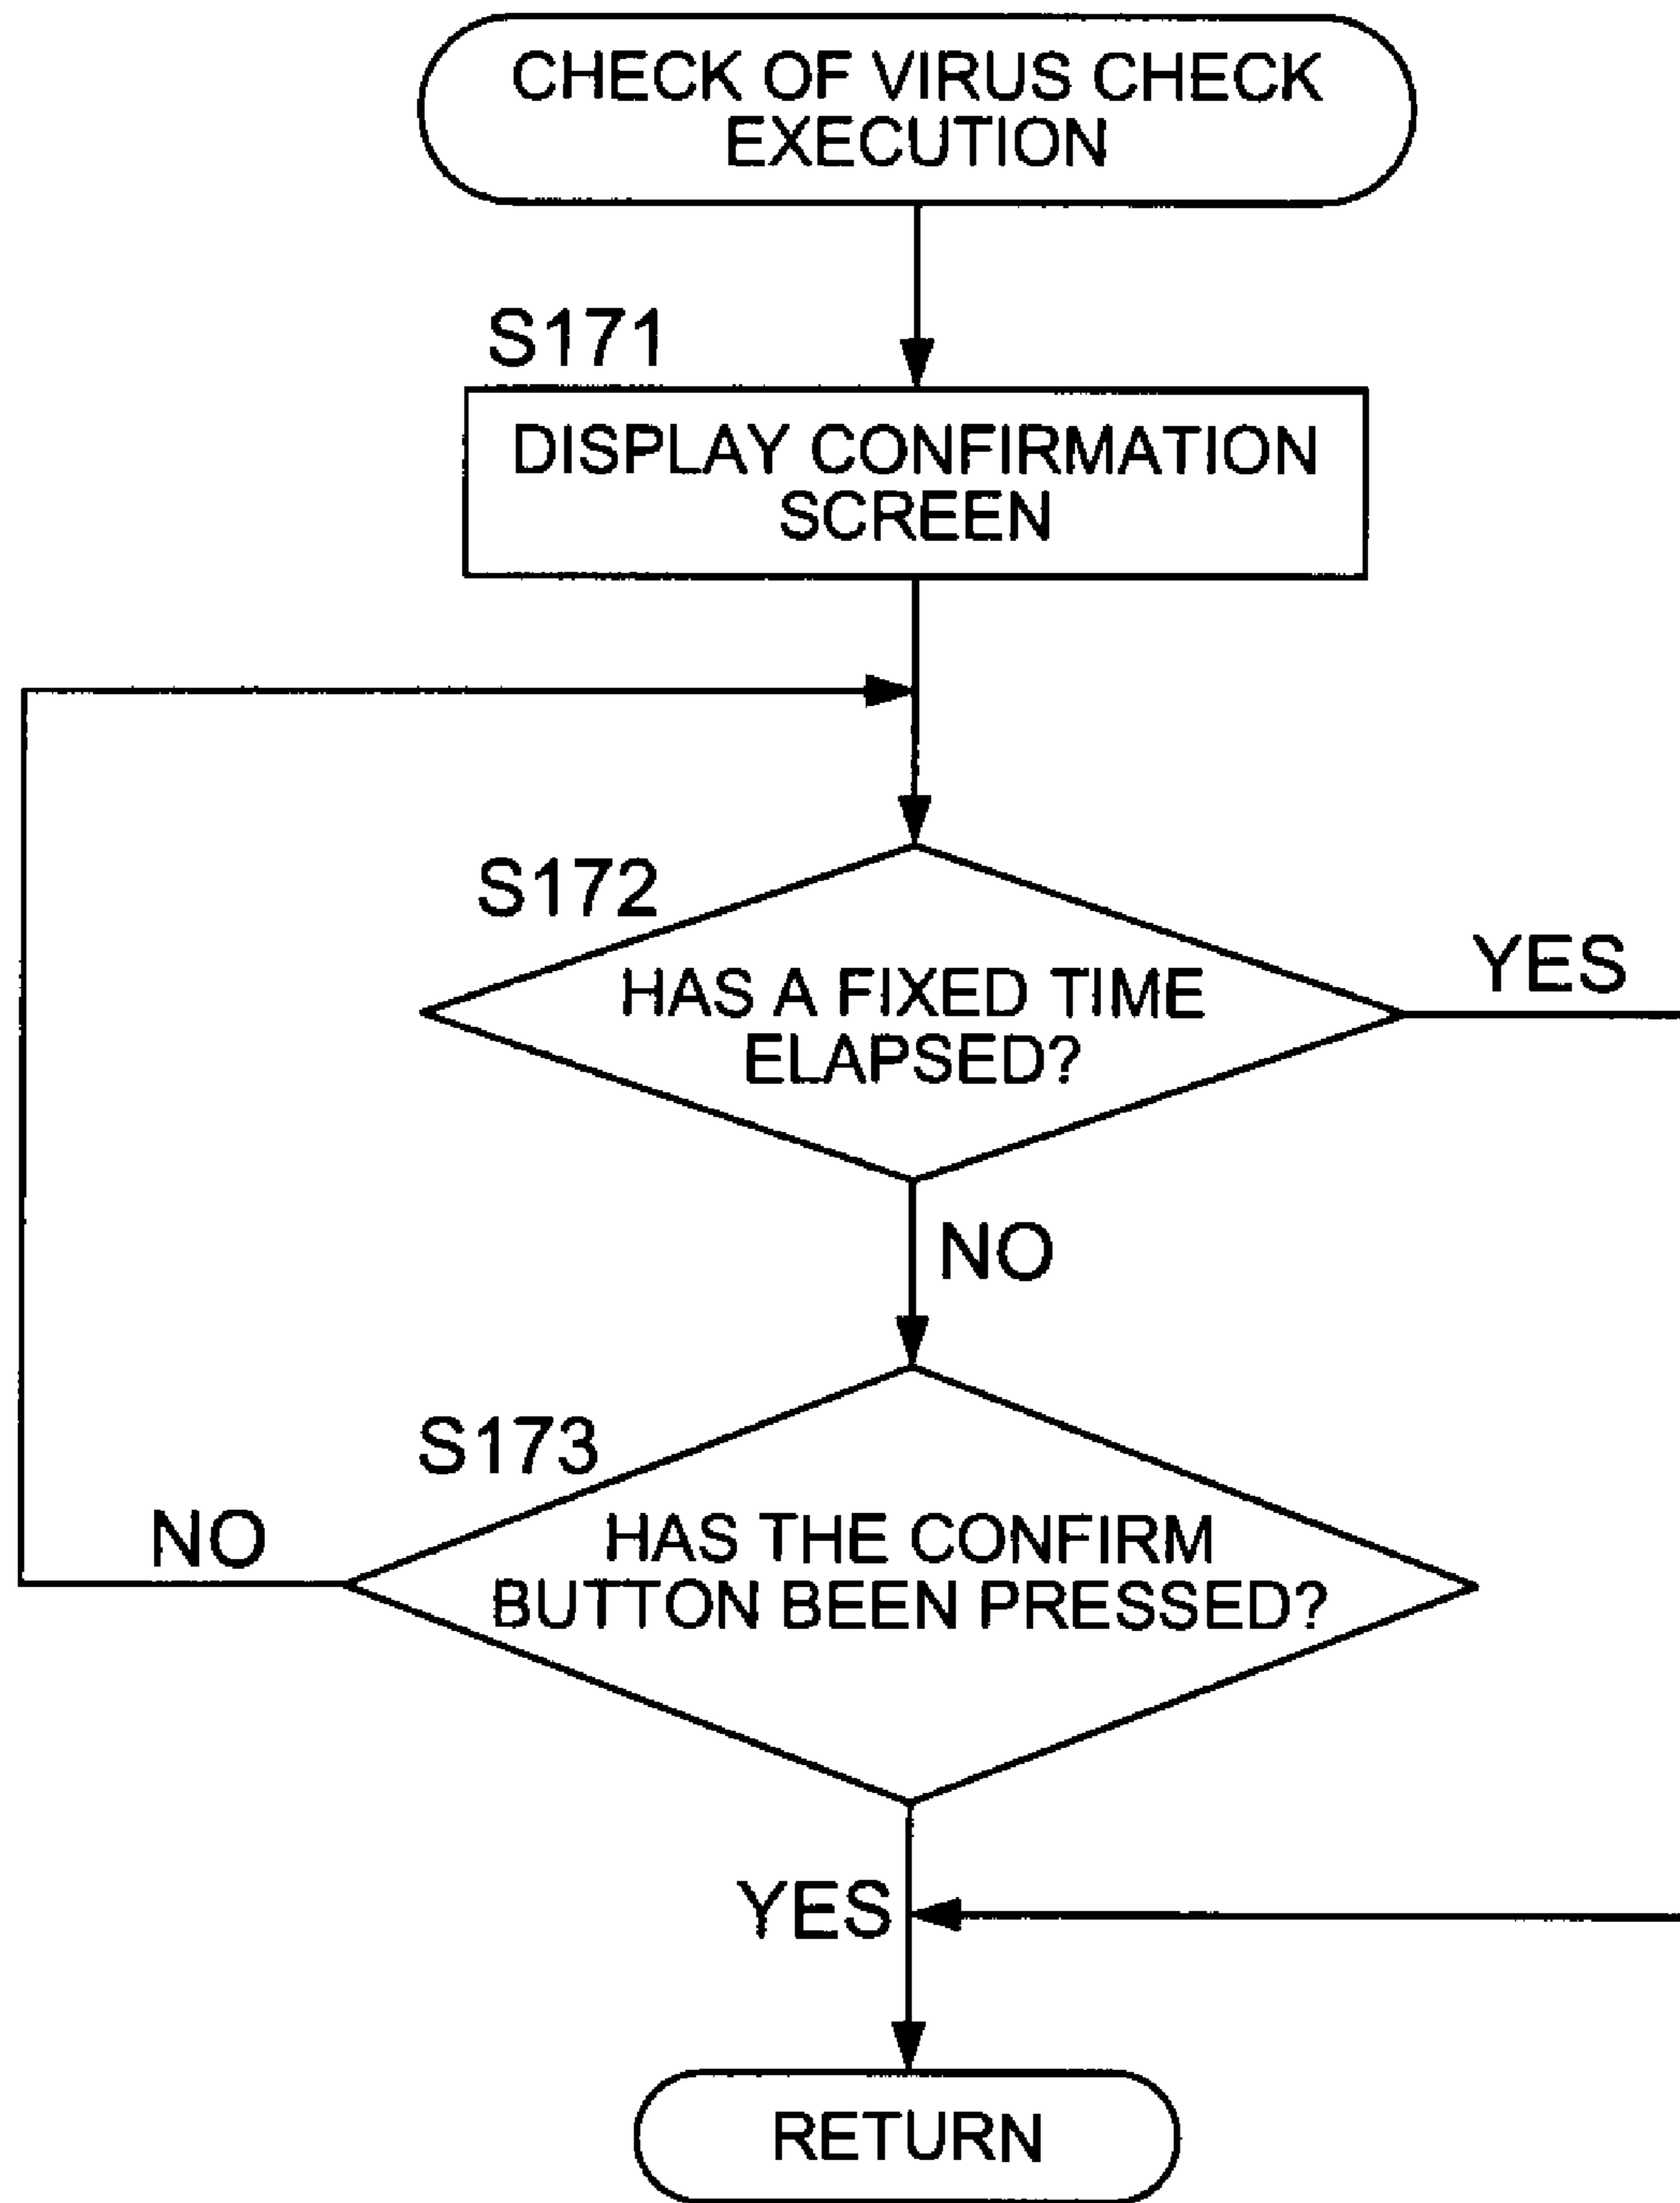 CHECK OF VIRUS CHECK
EXECUTION
S171
DISPLAY CONFIRMATION
SCREEN
S172
HAS A FIXED TIME
ELAPSED?
YES
NO
S173
HAS THE CONFIRM
BUTTON BEEN PRESSED?
NO
YES
RETURN